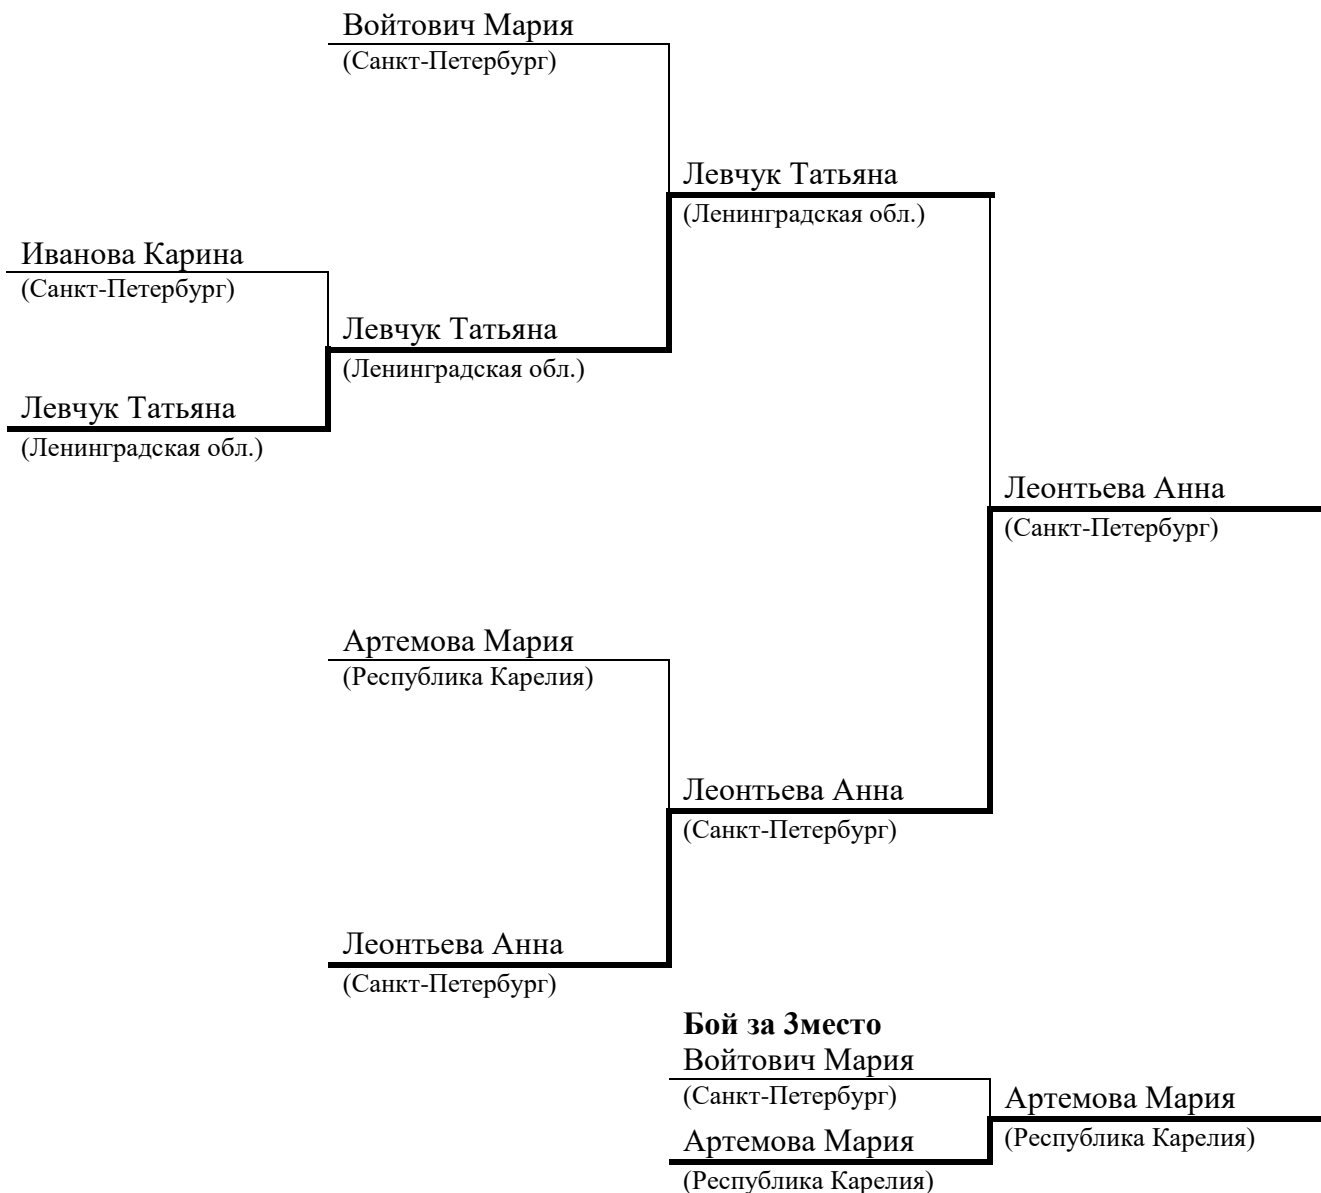 Войтович Мария
(Санкт-Петербург)
Левчук Татьяна
(Ленинградская обл.)
Иванова Карина
(Санкт-Петербург)
Левчук Татьяна
(Ленинградская обл.)
Левчук Татьяна
(Ленинградская обл.)
Леонтьева Анна
(Санкт-Петербург)
Артемова Мария
(Республика Карелия)
Леонтьева Анна
(Санкт-Петербург)
Леонтьева Анна
(Санкт-Петербург)
Бой за 3место
Войтович Мария
(Санкт-Петербург)
Артемова Мария
(Республика Карелия)
Артемова Мария
(Республика Карелия)